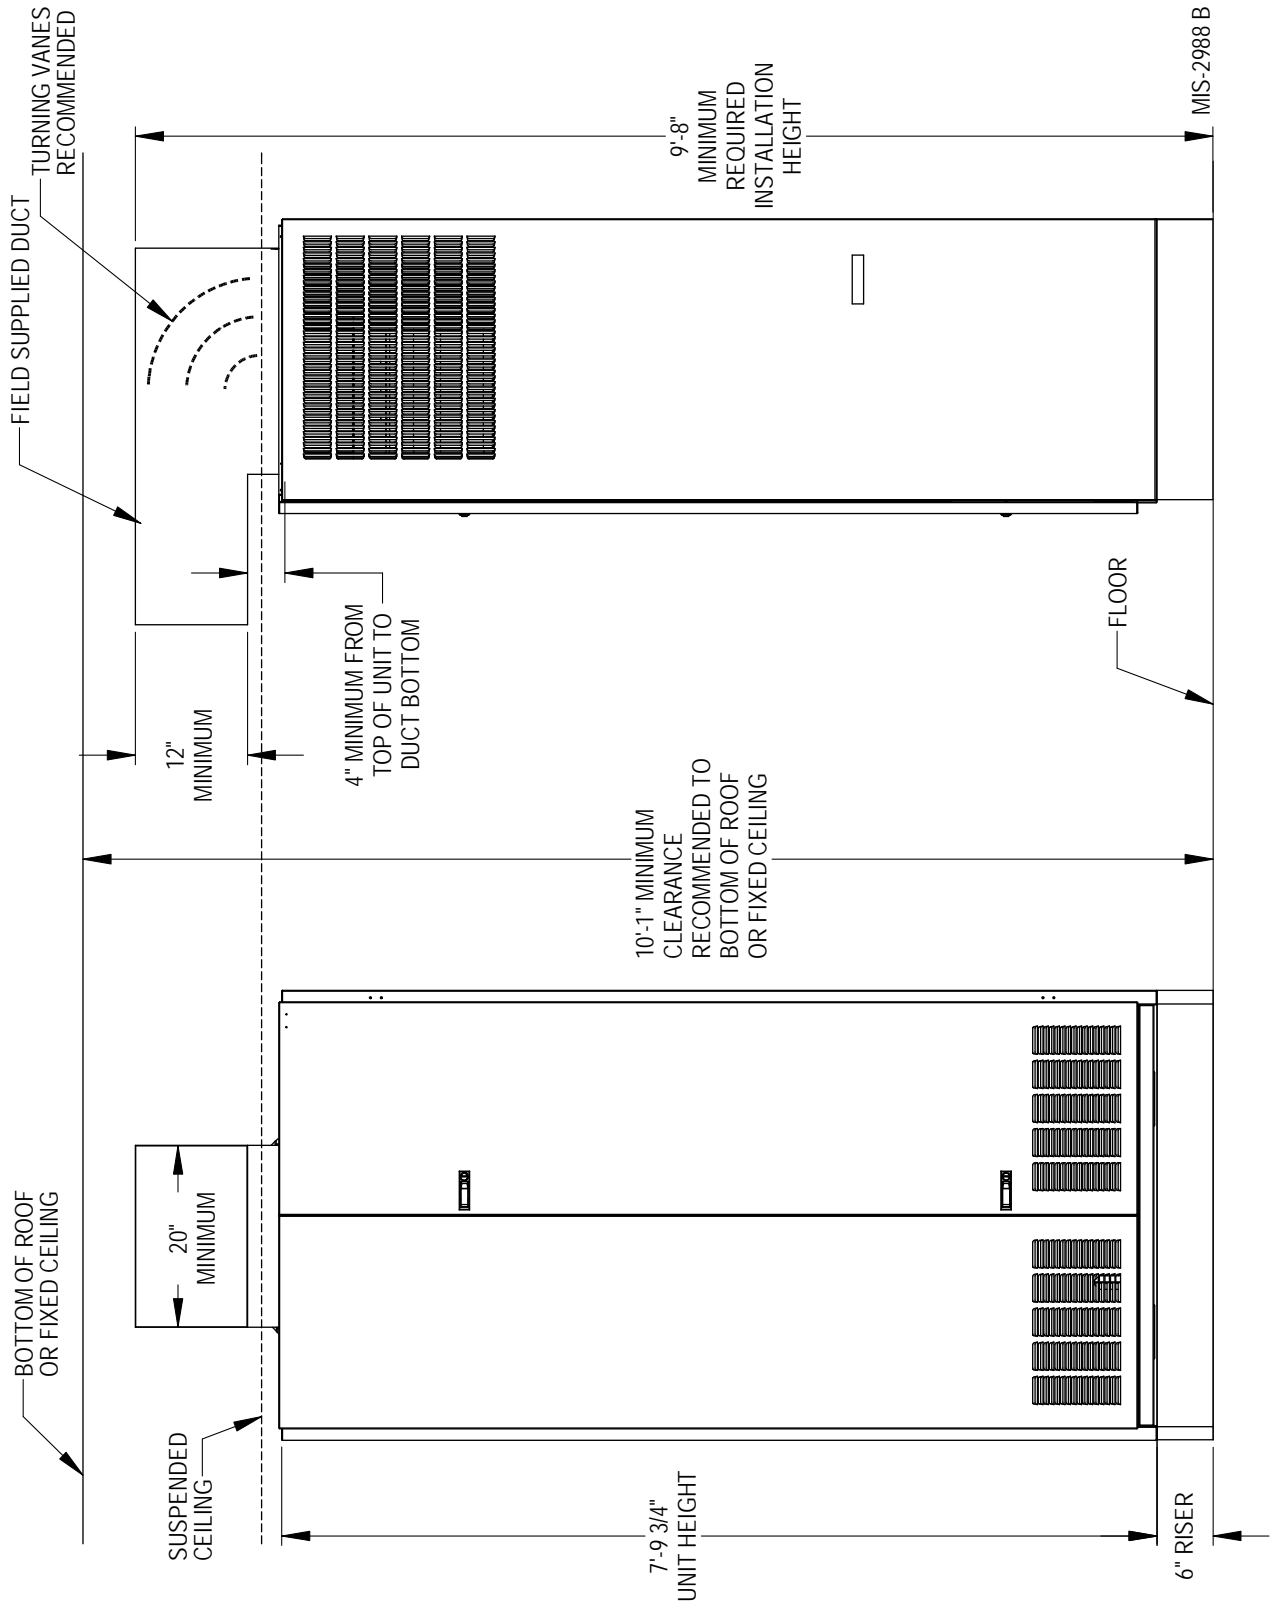 BOTTOM OF ROOF
OR FIXED CEILING
FIELD SUPPLIED DUCT
TURNING VANES
RECOMMENDED
SUSPENDED
CEILING
20"
MINIMUM
12"
MINIMUM
4" MINIMUM FROM
TOP OF UNIT TO
DUCT BOTTOM
10'-1" MINIMUM
CLEARANCE
RECOMMENDED TO
BOTTOM OF ROOF
OR FIXED CEILING
9'-8"
MINIMUM
REQUIRED
INSTALLATION
HEIGHT
7'-9 3/4"
UNIT HEIGHT
6" RISER
FLOOR
MIS-2988 B